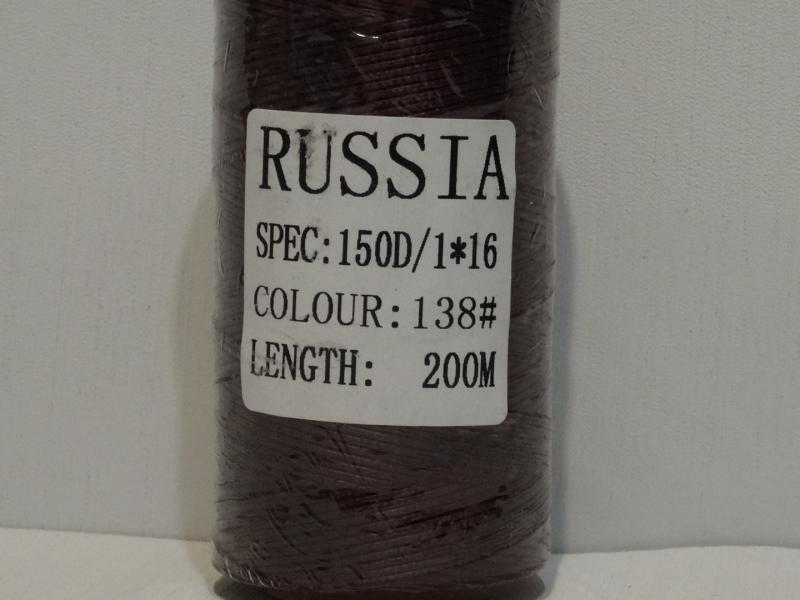 RUSSIA
SPEC:150D/1*16
COLOUR:138#
LENGTH: 200M